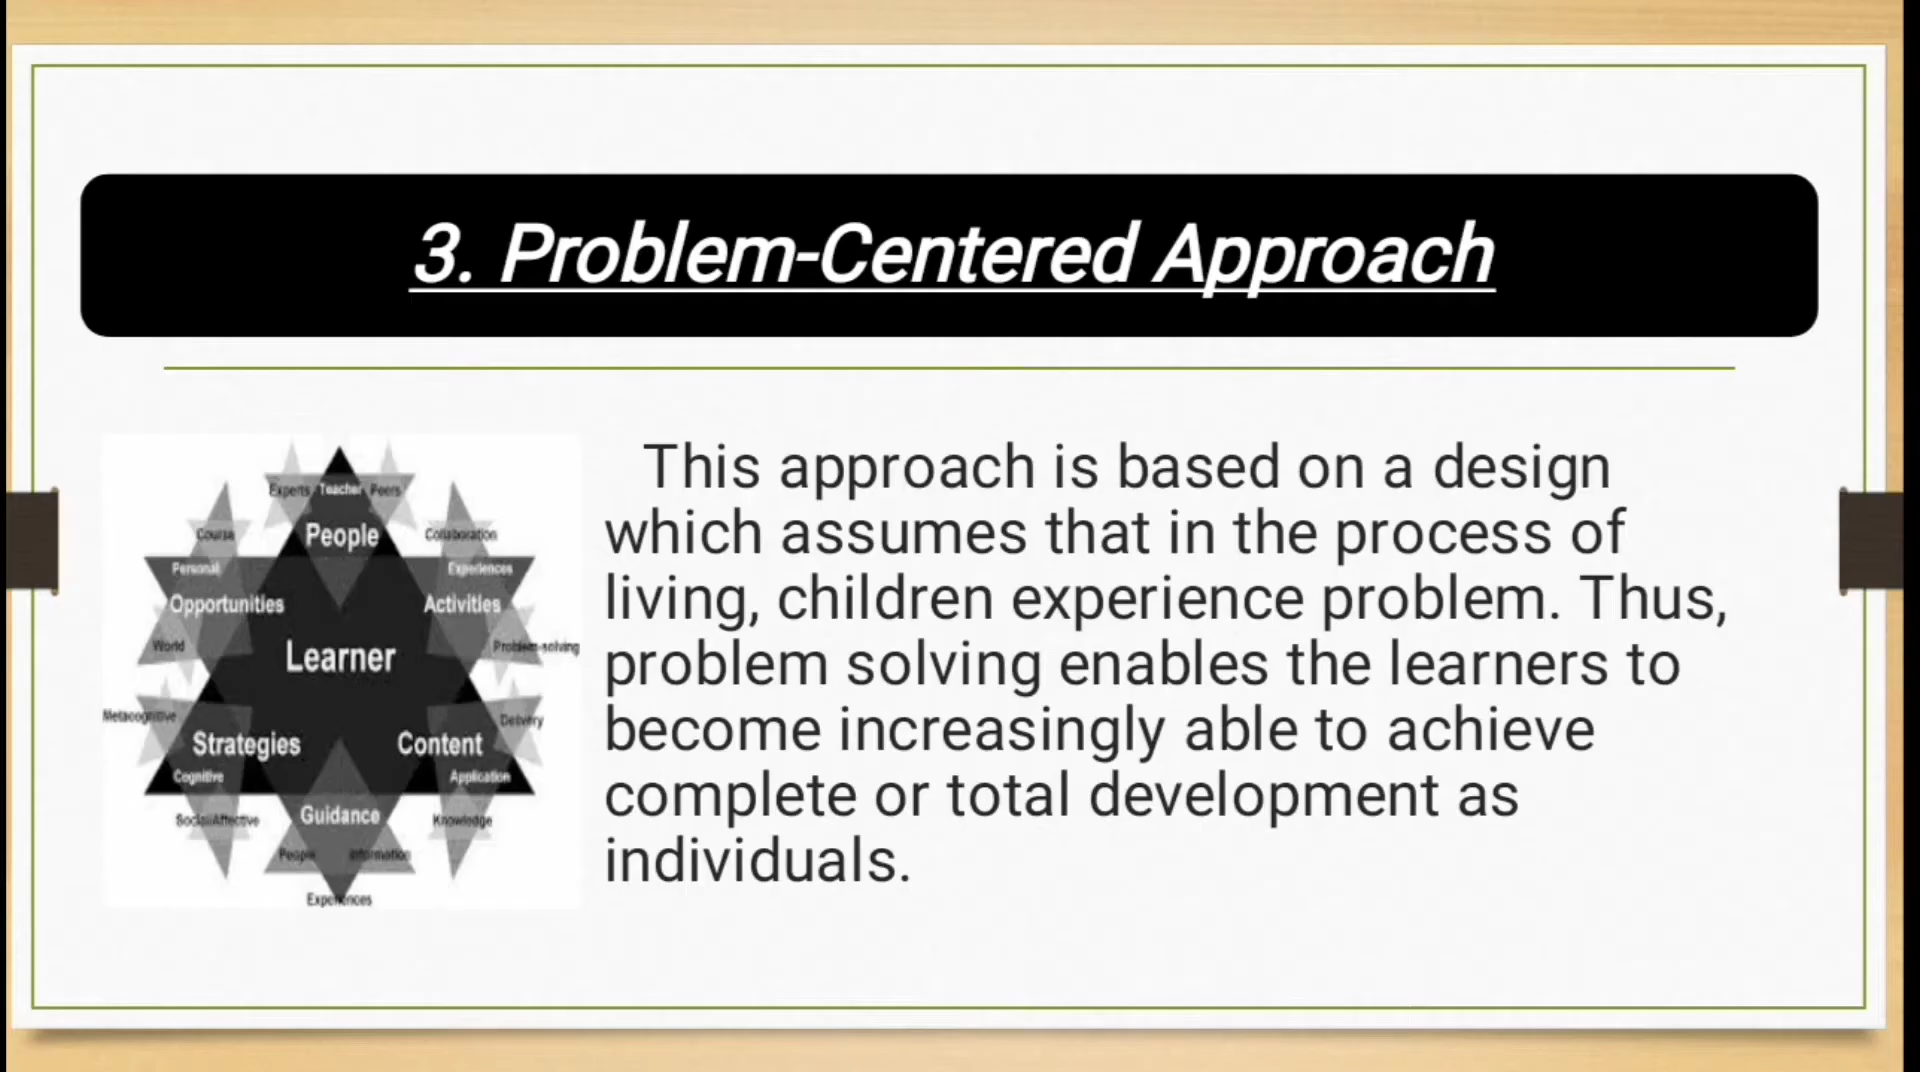 3. Problem-Centered Approach
Experts Teacher Peers
People
Course
Collaboration
Personal
Experiences
Opportunities
Activities
World
Problem-solving
Learner
Metacognitive
Delivery
Strategies
Content
Cognitive
Application
Guidance
Social/Affective
Knowledge
People Information
Experiences
This approach is based on a design
which assumes that in the process of
living, children experience problem. Thus,
problem solving enables the learners to
become increasingly able to achieve
complete or total development as
individuals.